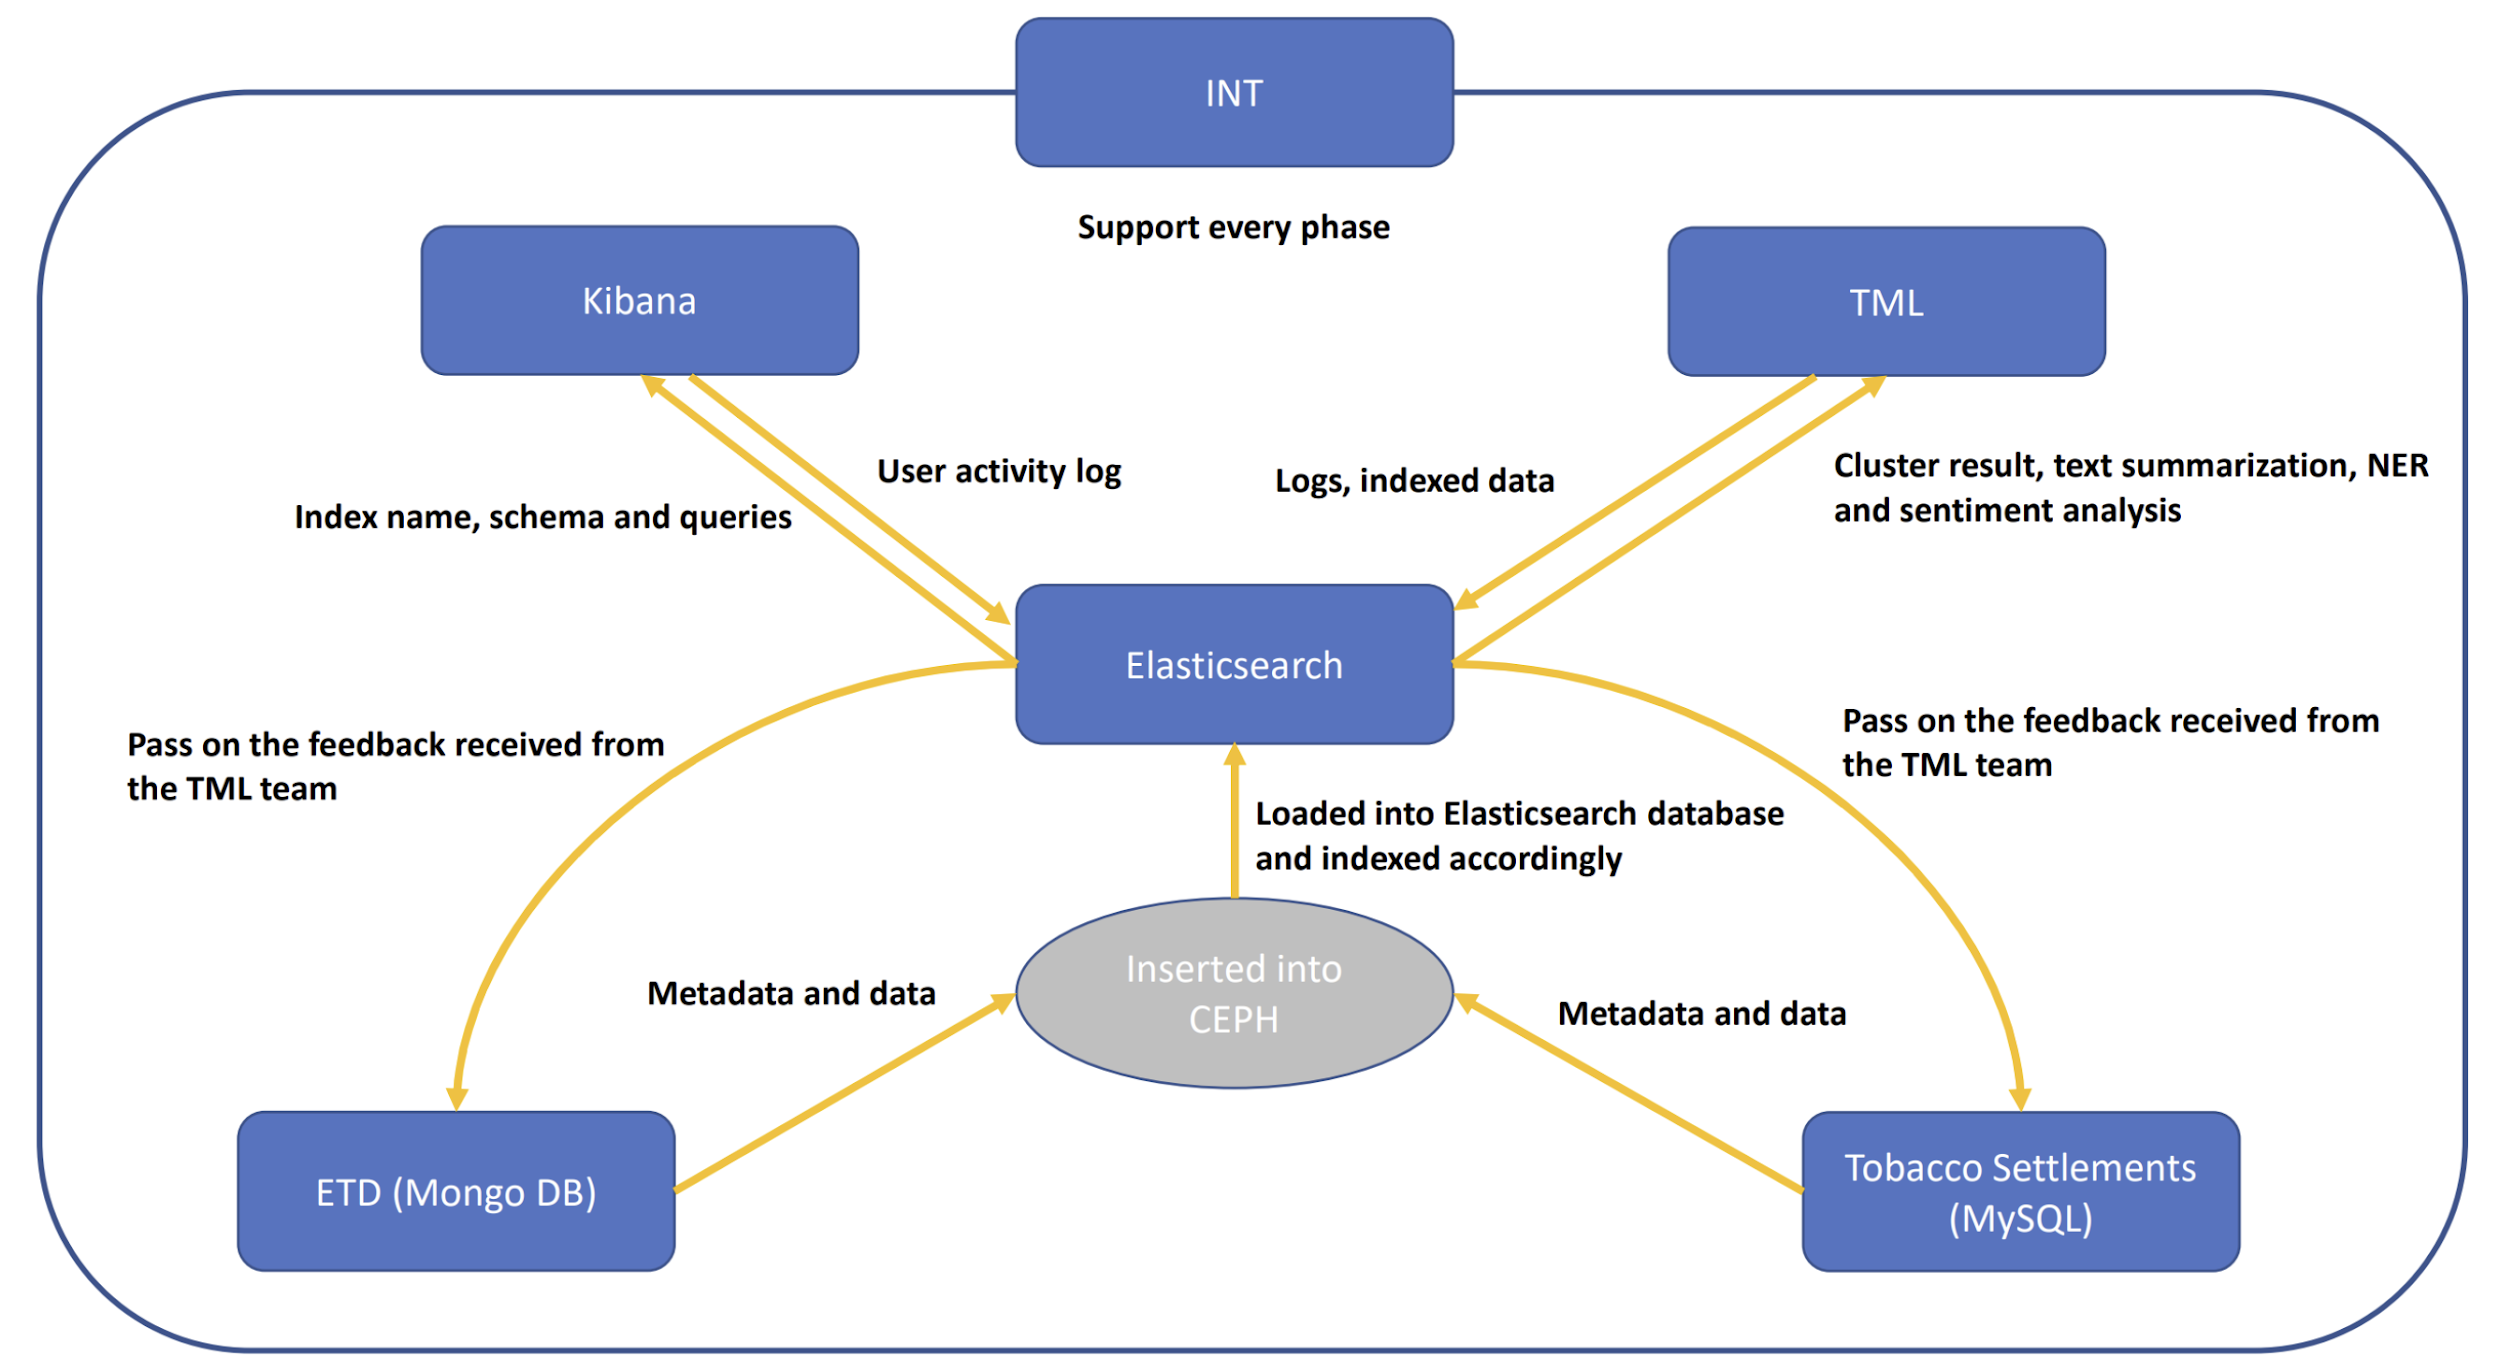 INT
Support every phase
Kibana
TML
User activity log
Logs, indexed data
Cluster result, text summarization, NER
and sentiment analysis
Index name, schema and queries
Elasticsearch
Pass on the feedback received from
the TML team
Pass on the feedback received from
the TML team
Loaded into Elasticsearch database
and indexed accordingly
Metadata and data
Inserted into
CEPH
Metadata and data
ETD (Mongo DB)
Tobacco Settlements
(MySQL)